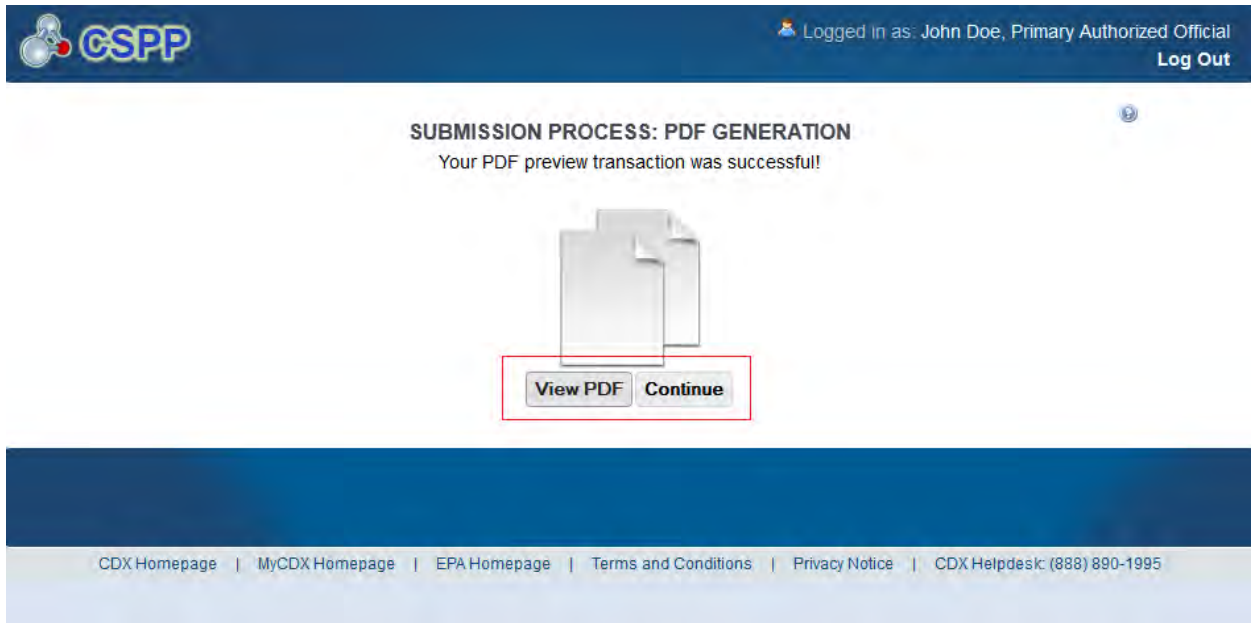 CSPP
Logged in as: John Doe, Primary Authorized Official
Log Out
SUBMISSION PROCESS: PDF GENERATION
Your PDF preview transaction was successful!
View PDF Continue
CDX Homepage | MyCDX Homepage | EPA Homepage | Terms and Conditions | Privacy Notice | CDX Helpdesk: (888) 890-1995